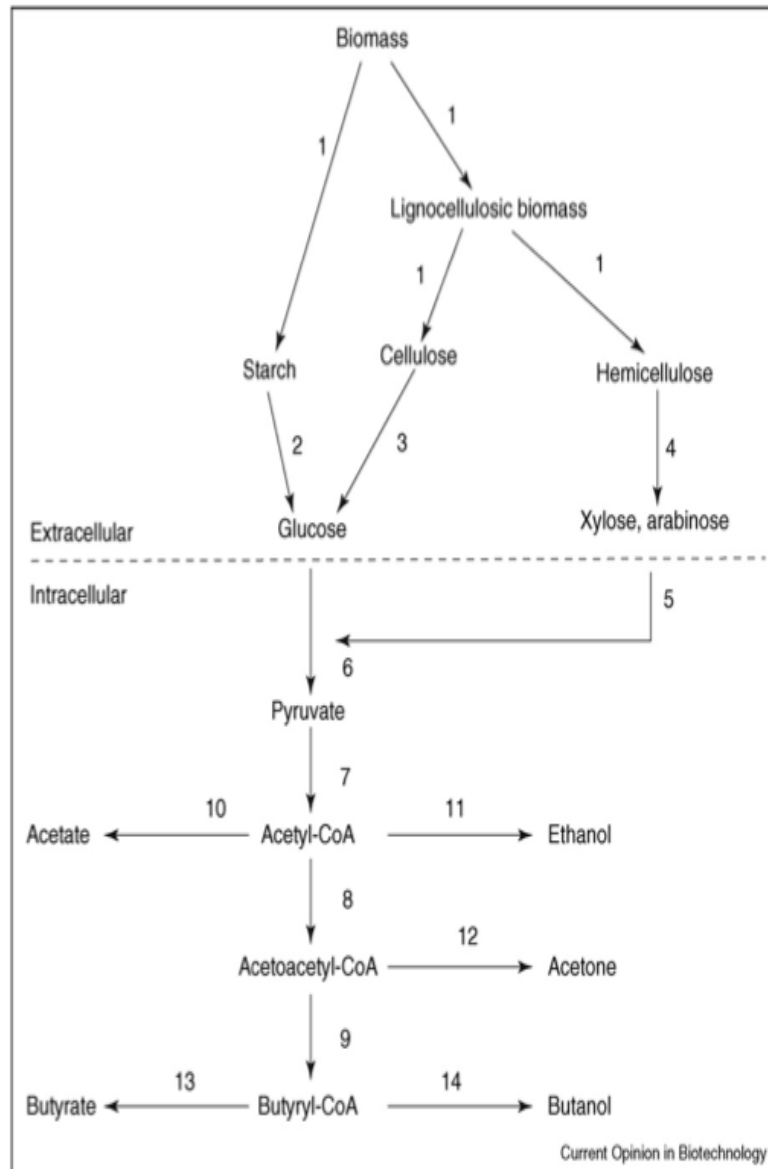 Biomass
1
1
Lignocellulosic biomass
1
1
Starch
Cellulose
Hemicellulose
2
3
4
Glucose
Xylose, arabinose
Extracellular
Intracellular
5
6
Pyruvate
7
10
11
Acetate
Acetyl-CoA
Ethanol
8
12
Acetoacetyl-CoA
Acetone
9
13
14
Butyrate
Butyryl-CoA
Butanol
Current Opinion in Biotechnology